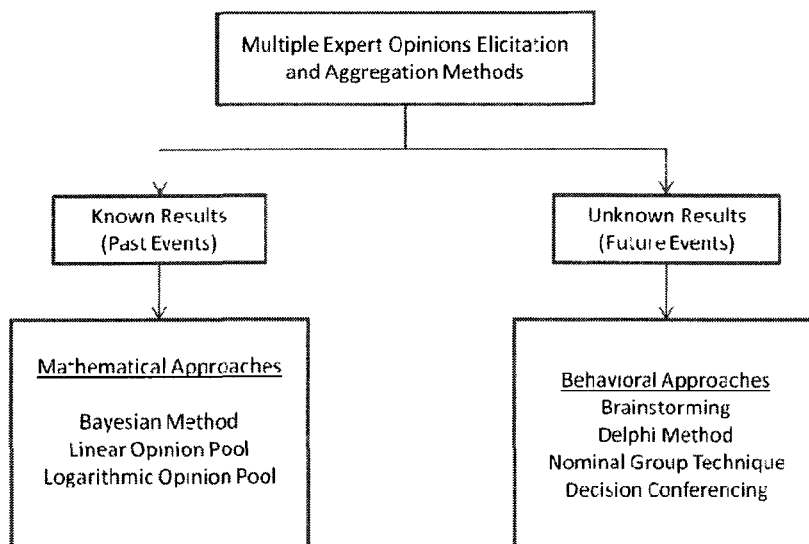 Multiple Expert Opinions Elicitation
and Aggregation Methods
Known Results
(Past Events)
Unknown Results
(Future Events)
Mathematical Approaches
Bayesian Method
Linear Opinion Pool
Logarithmic Opinion Pool
Behavioral Approaches
Brainstorming
Delphi Method
Nominal Group Technique
Decision Conferencing